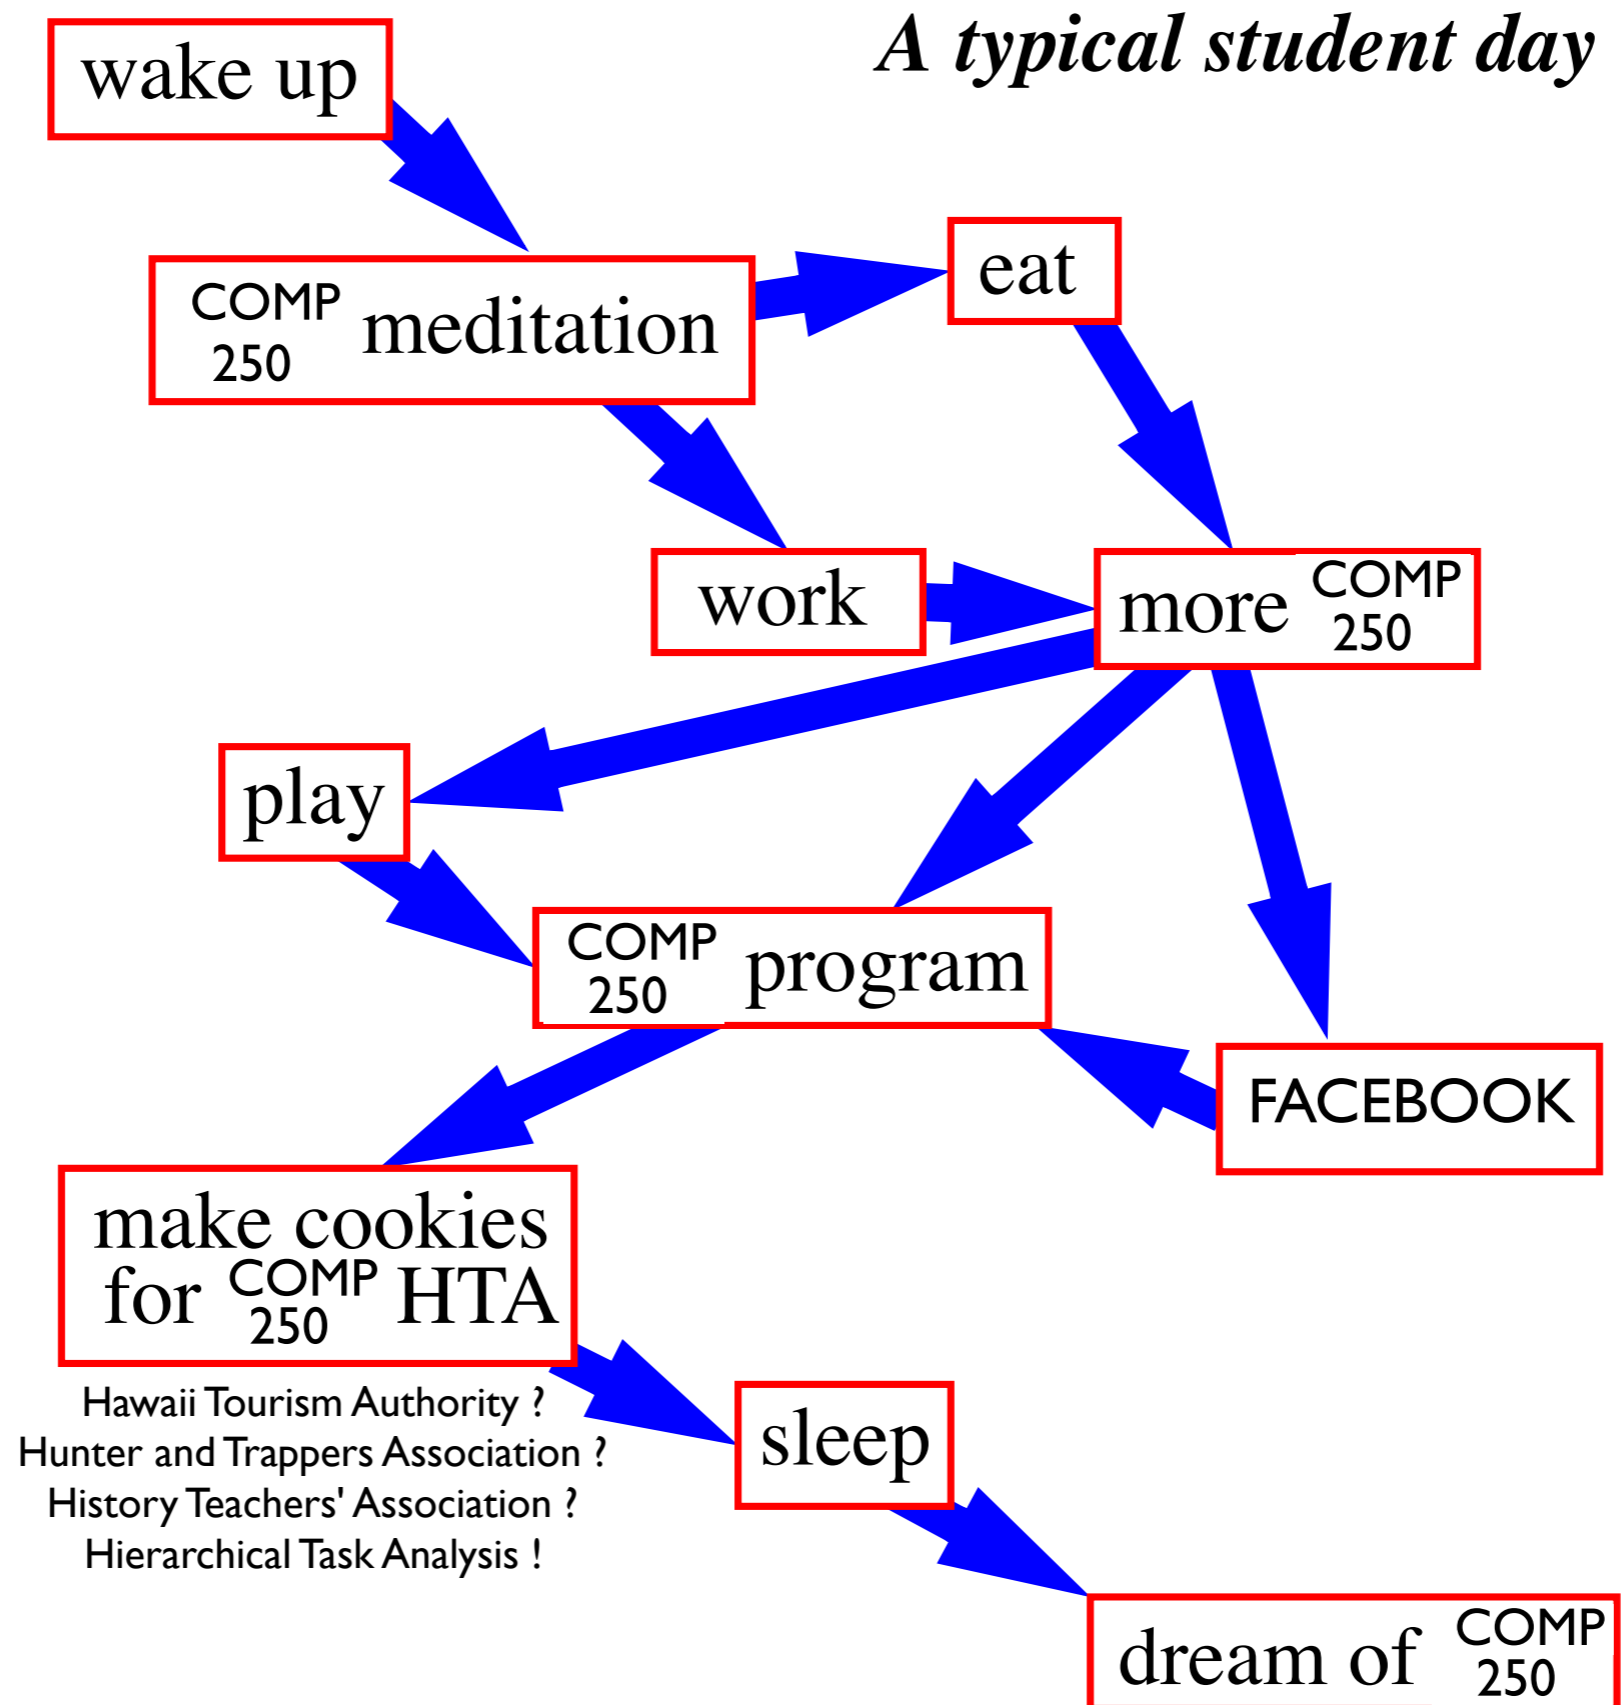 A typical student day
wake up
COMP
250
meditation
eat
work
more
COMP
250
play
COMP
250
program
FACEBOOK
make cookies
for COMP HTA
250
Hawaii Tourism Authority ?
Hunter and Trappers Association ?
History Teachers' Association ?
Hierarchical Task Analysis !
sleep
dream of
COMP
250